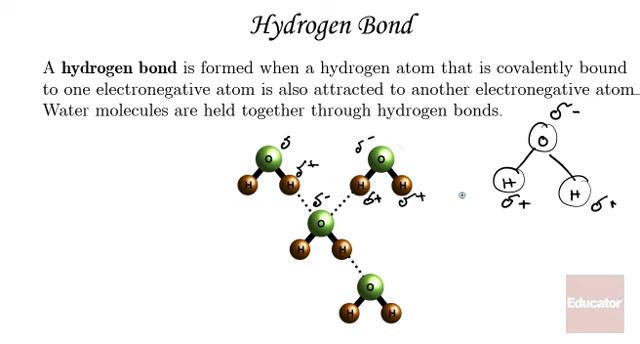 Hydrogen Bond
A hydrogen bond is formed when a hydrogen atom that is covalently bound
to one electronegative atom is also attracted to another electronegative atom.
Water molecules are held together through hydrogen bonds.
δ-
O
H
H
δ+
δ+
δ
O
δ+
H
H
δ-
O
H
H
δ+
δ+
δ-
O
H
H
O
H
H
Educator